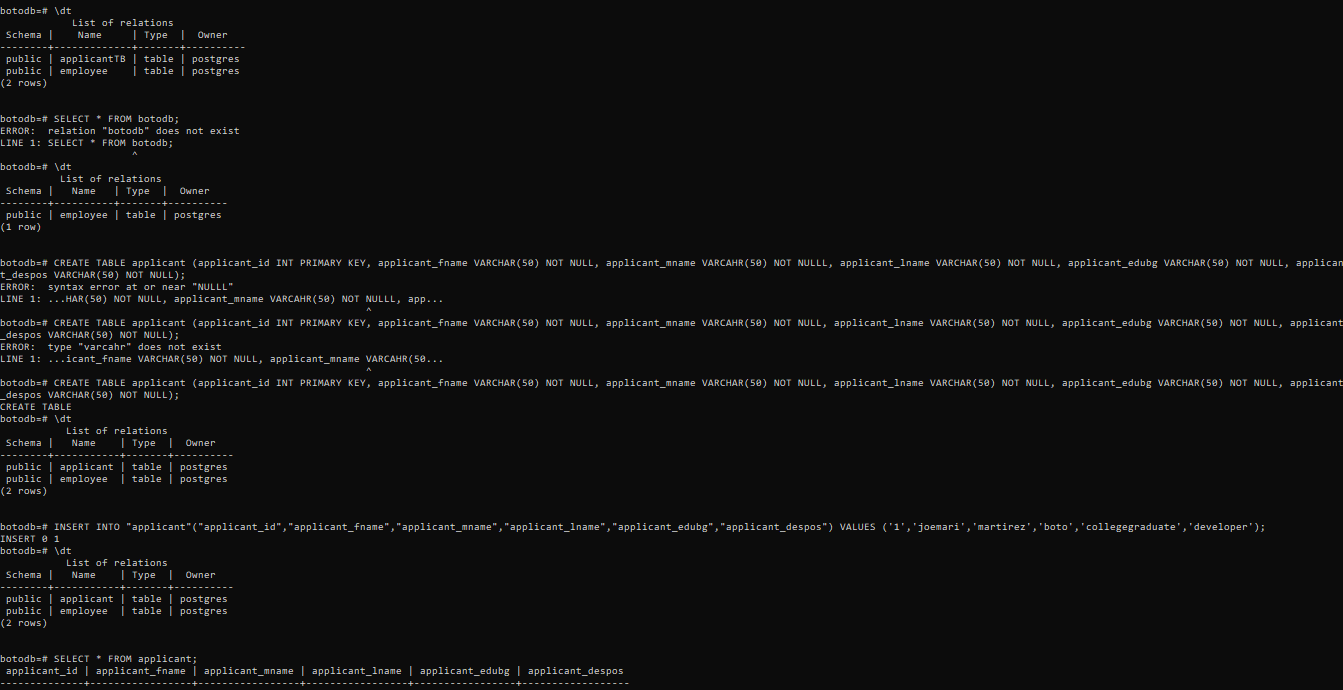 botodb=# \dt
            List of relations
 Schema |    Name     | Type  |  Owner
--------+-------------+-------+----------
 public | applicantTB | table | postgres
 public | employee    | table | postgres
(2 rows)
botodb=# SELECT * FROM botodb;
ERROR:  relation "botodb" does not exist
LINE 1: SELECT * FROM botodb;
                      ^
botodb=# \dt
          List of relations
 Schema |   Name   | Type  |  Owner
--------+----------+-------+----------
 public | employee | table | postgres
(1 row)
botodb=# CREATE TABLE applicant (applicant_id INT PRIMARY KEY, applicant_fname VARCHAR(50) NOT NULL, applicant_mname VARCAHR(50) NOT NULLL, applicant_lname VARCHAR(50) NOT NULL, applicant_edubg VARCHAR(50) NOT NULL, applican
t_despos VARCHAR(50) NOT NULL);
ERROR:  syntax error at or near "NULLL"
LINE 1: ...HAR(50) NOT NULL, applicant_mname VARCAHR(50) NOT NULLL, app...
                                                             ^
botodb=# CREATE TABLE applicant (applicant_id INT PRIMARY KEY, applicant_fname VARCHAR(50) NOT NULL, applicant_mname VARCAHR(50) NOT NULL, applicant_lname VARCHAR(50) NOT NULL, applicant_edubg VARCHAR(50) NOT NULL, applicant
_despos VARCHAR(50) NOT NULL);
ERROR:  type "varcahr" does not exist
LINE 1: ...icant_fname VARCHAR(50) NOT NULL, applicant_mname VARCAHR(50...
                                                             ^
botodb=# CREATE TABLE applicant (applicant_id INT PRIMARY KEY, applicant_fname VARCHAR(50) NOT NULL, applicant_mname VARCHAR(50) NOT NULL, applicant_lname VARCHAR(50) NOT NULL, applicant_edubg VARCHAR(50) NOT NULL, applicant
_despos VARCHAR(50) NOT NULL);
CREATE TABLE
botodb=# \dt
           List of relations
 Schema |   Name    | Type  |  Owner
--------+-----------+-------+----------
 public | applicant | table | postgres
 public | employee  | table | postgres
(2 rows)
botodb=# INSERT INTO "applicant"("applicant_id","applicant_fname","applicant_mname","applicant_lname","applicant_edubg","applicant_despos") VALUES ('1','joemari','martirez','boto','collegegraduate','developer');
INSERT 0 1
botodb=# \dt
           List of relations
 Schema |   Name    | Type  |  Owner
--------+-----------+-------+----------
 public | applicant | table | postgres
 public | employee  | table | postgres
(2 rows)
botodb=# SELECT * FROM applicant;
 applicant_id | applicant_fname | applicant_mname | applicant_lname | applicant_edubg | applicant_despos
--------------+-----------------+-----------------+-----------------+-----------------+------------------